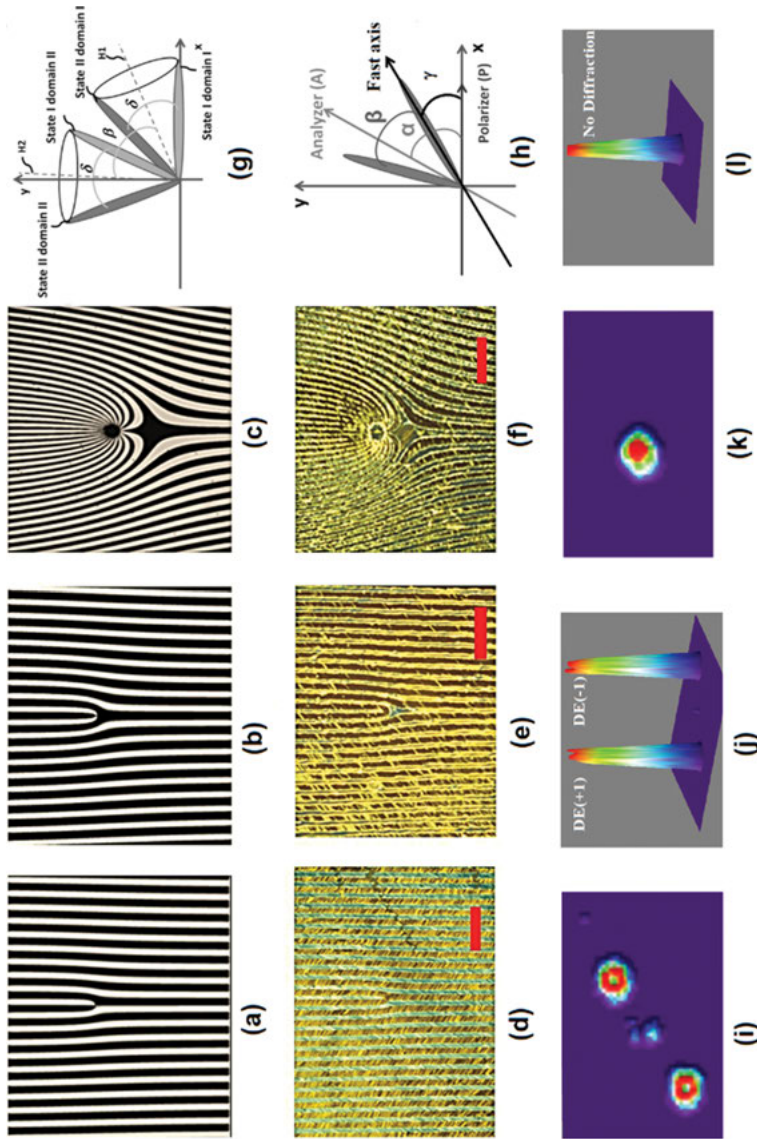 (a)
(b)
(c)
y
H2
State II domain II
State I domain II
State II domain I
H1
δ
β
δ
x
State I domain I
(g)
(d)
(e)
(f)
y
Analyzer (A)
β
α
Fast axis
γ
X
Polarizer (P)
(h)
(i)
DE(+1)
DE(-1)
(j)
(k)
No Diffraction
(l)